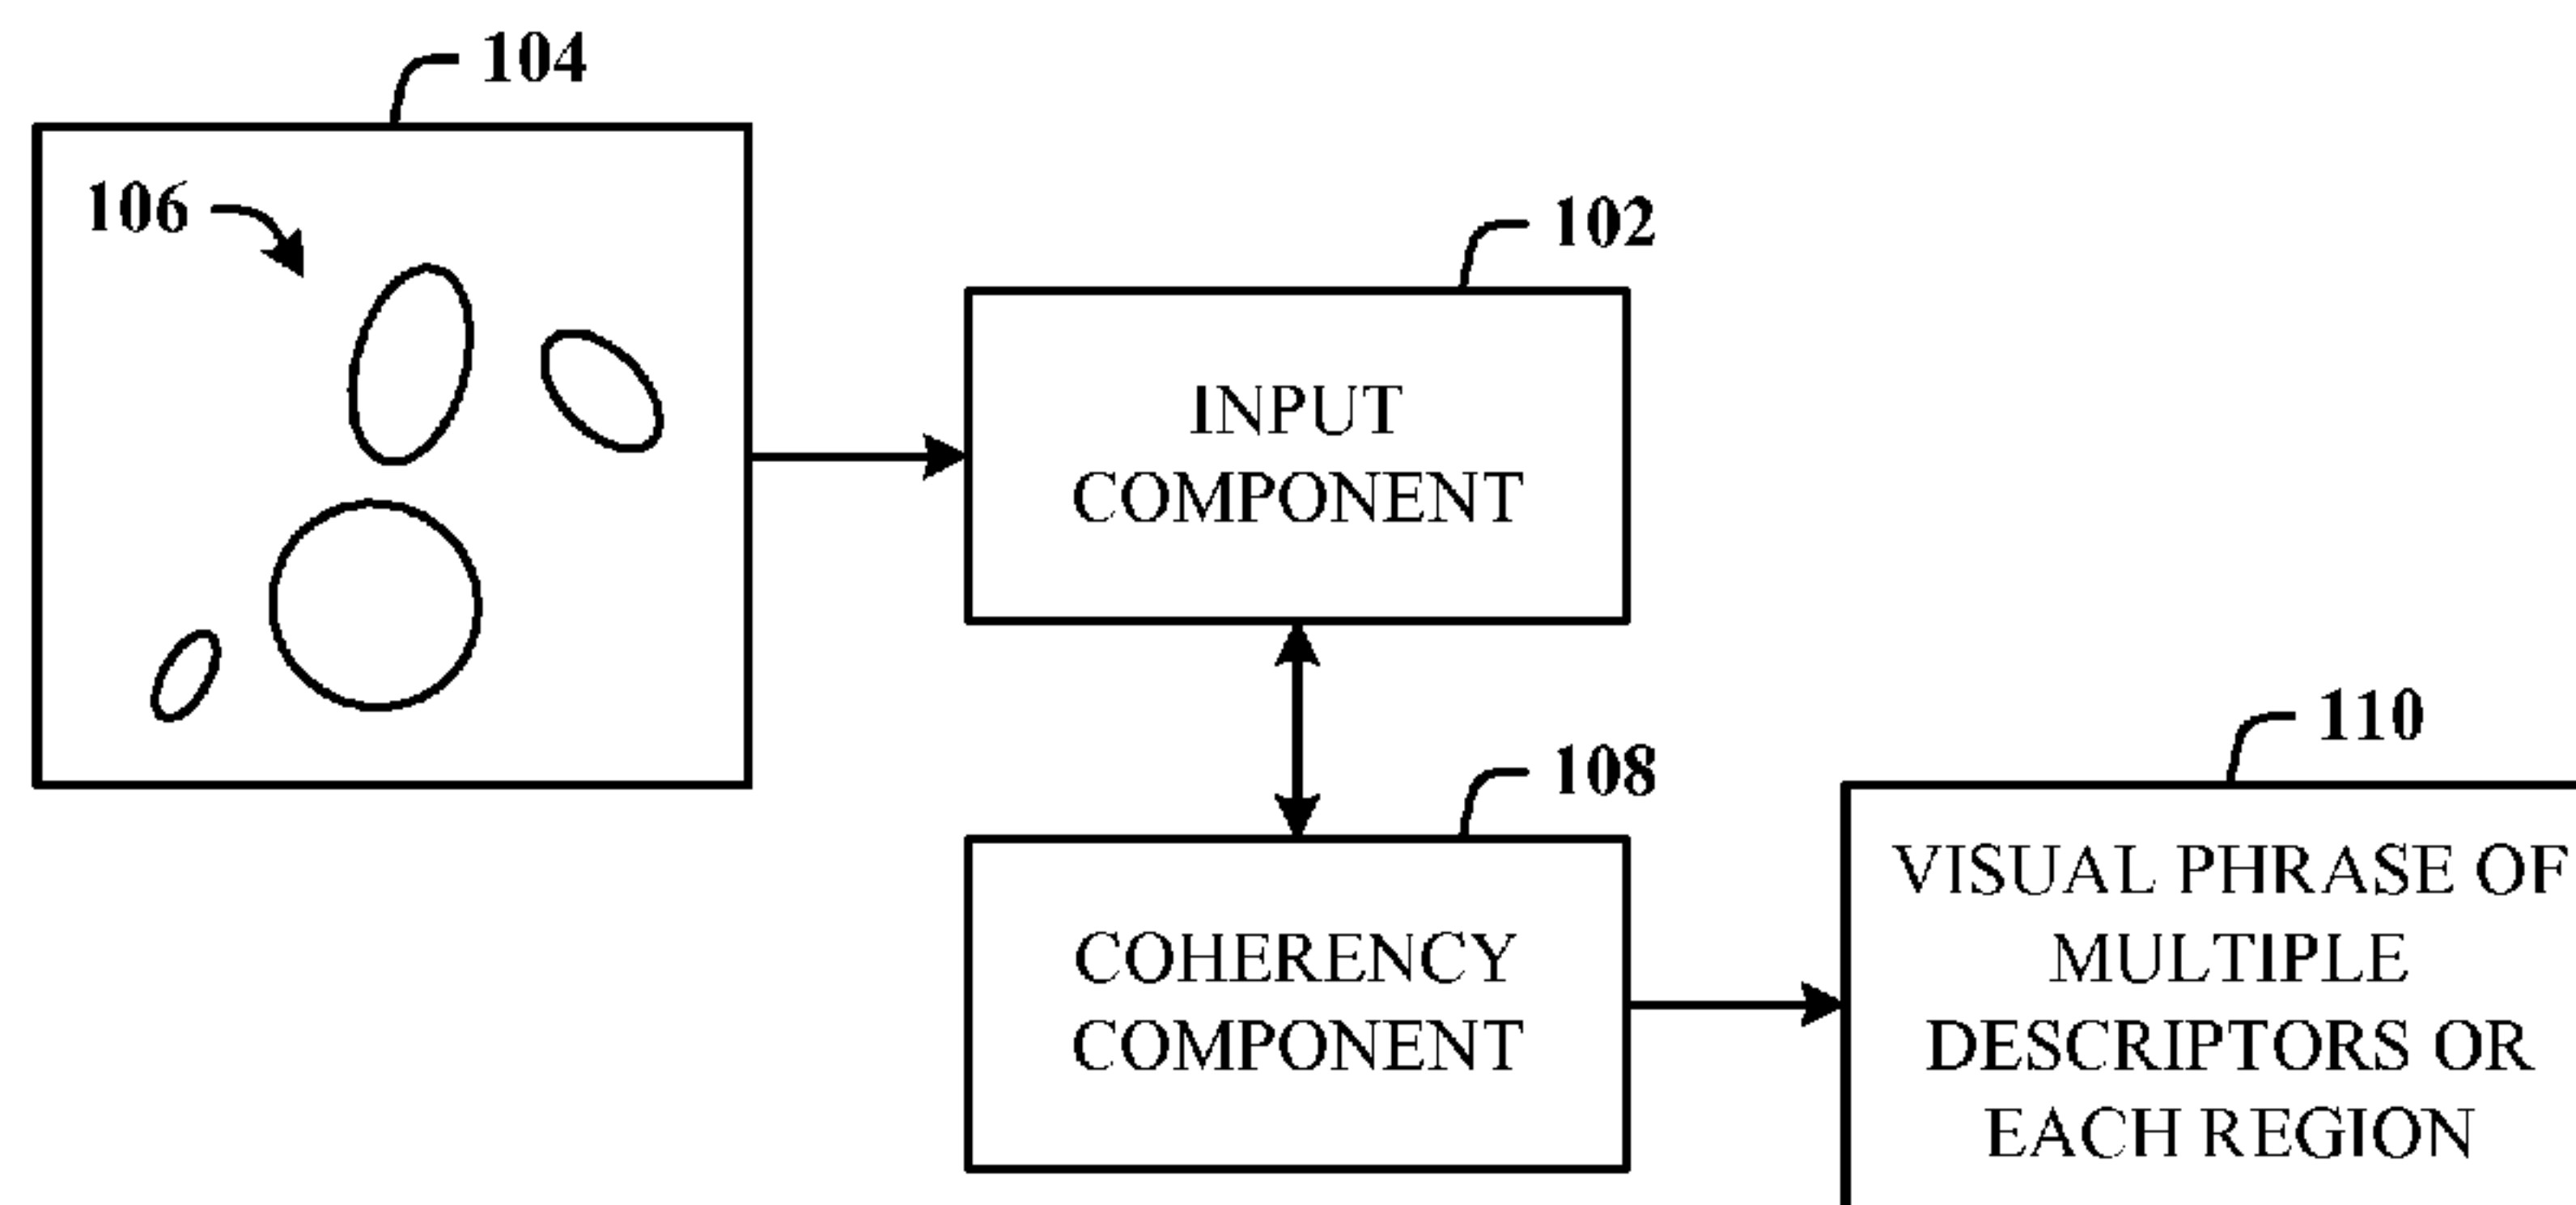 104
106
102
INPUT
COMPONENT
108
COHERENCY
COMPONENT
110
VISUAL PHRASE OF
MULTIPLE
DESCRIPTORS OR
EACH REGION